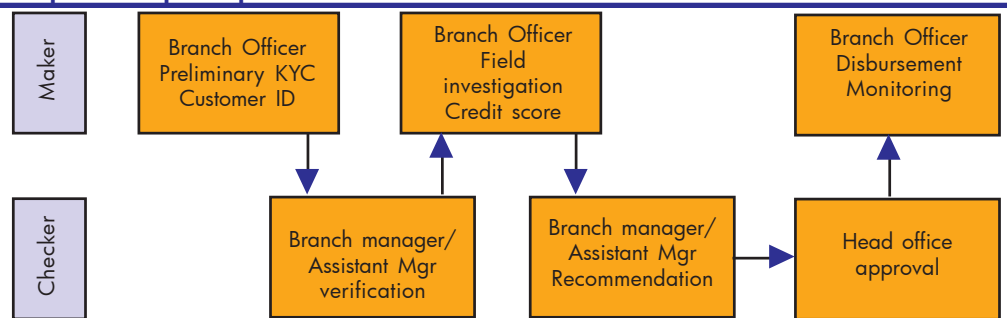 Maker
Branch Officer
Preliminary KYC
Customer ID
Branch Officer
Field
investigation
Credit score
Branch Officer
Disbursement
Monitoring
Checker
Branch manager/
Assistant Mgr
verification
Branch manager/
Assistant Mgr
Recommendation
Head office
approval